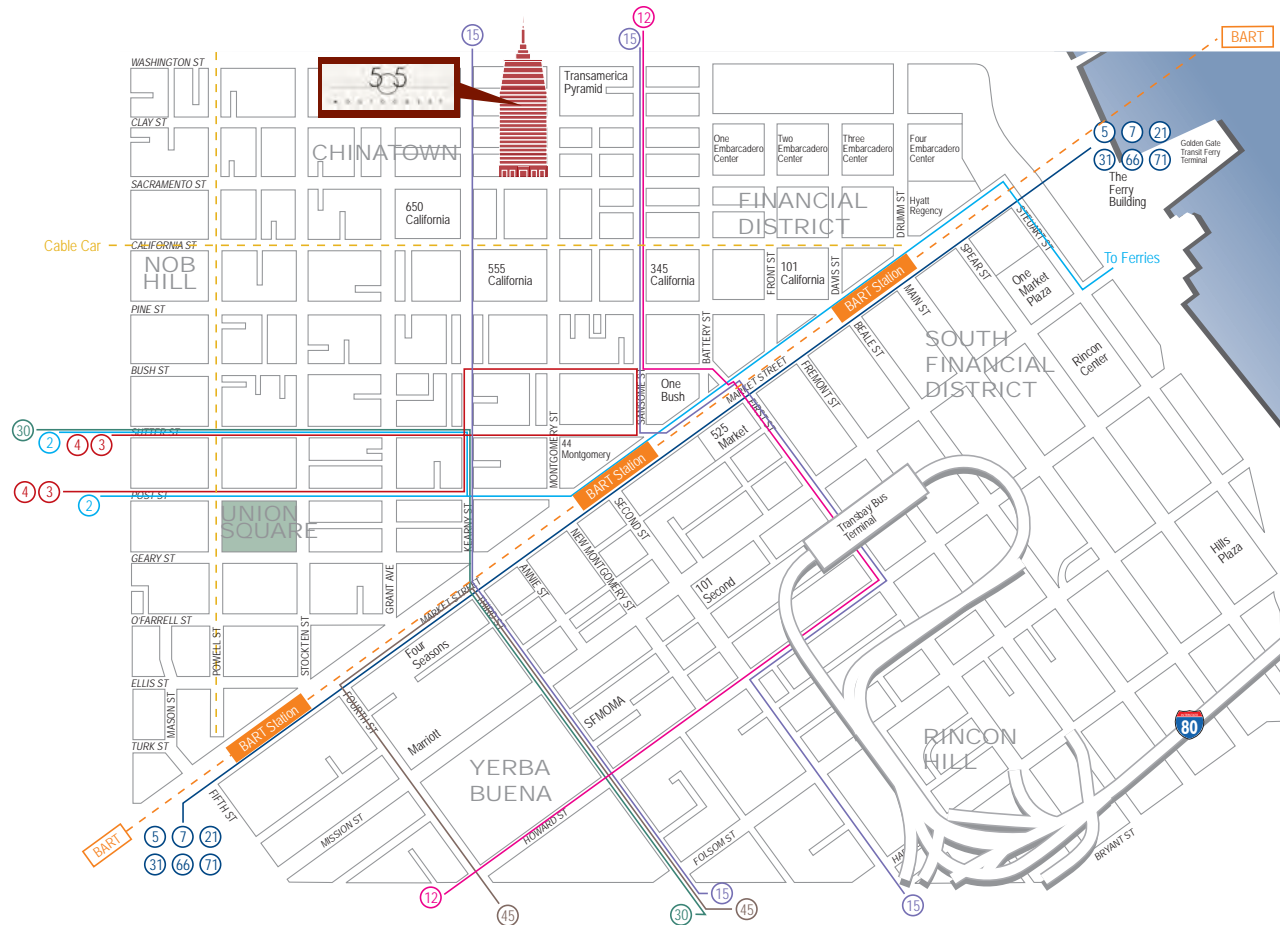 12
15
15
BART
WASHINGTON ST
505
Transamerica
Pyramid
CLAY ST
CHINATOWN
One
Embarcadero
Center
Two
Embarcadero
Center
Three
Embarcadero
Center
Four
Embarcadero
Center
5 7 21
31 66 71
Golden Gate
Transit Ferry
Terminal
The
Ferry
Building
SACRAMENTO ST
650
California
FINANCIAL
DISTRICT
DRUMM ST
Hyatt
Regency
STEUART ST
Cable Car
CALIFORNIA ST
NOB
HILL
555
California
345
California
FRONT ST
101
California
DAVIS ST
BART Station
SPEAR ST
One
Market
Plaza
To Ferries
PINE ST
BATTERY ST
MAIN ST
BEALE ST
SOUTH
FINANCIAL
DISTRICT
Rincon
Center
BUSH ST
SANSOME ST
One
Bush
MARKET STREET
FREMONT ST
FIRST ST
30
2
4 3
SUTTER ST
MONTGOMERY ST
44
Montgomery
525
Market
BART Station
4 3
2
POST ST
UNION
SQUARE
KEARNY ST
SECOND ST
NEW MONTGOMERY ST
Transbay Bus
Terminal
Hills
Plaza
GEARY ST
GRANT AVE
ANNIE ST
101
Second
MARKET STREET
THIRD ST
O'FARRELL ST
POWELL ST
STOCKTEN ST
Four
Seasons
ELLIS ST
MASON ST
FOURTH ST
SFMOMA
BART Station
Marriott
TURK ST
YERBA
BUENA
RINCON
HILL
80
FIFTH ST
MISSION ST
HOWARD ST
FOLSOM ST
BRYANT ST
BART
5 7 21
31 66 71
12
45
30
15
45
15